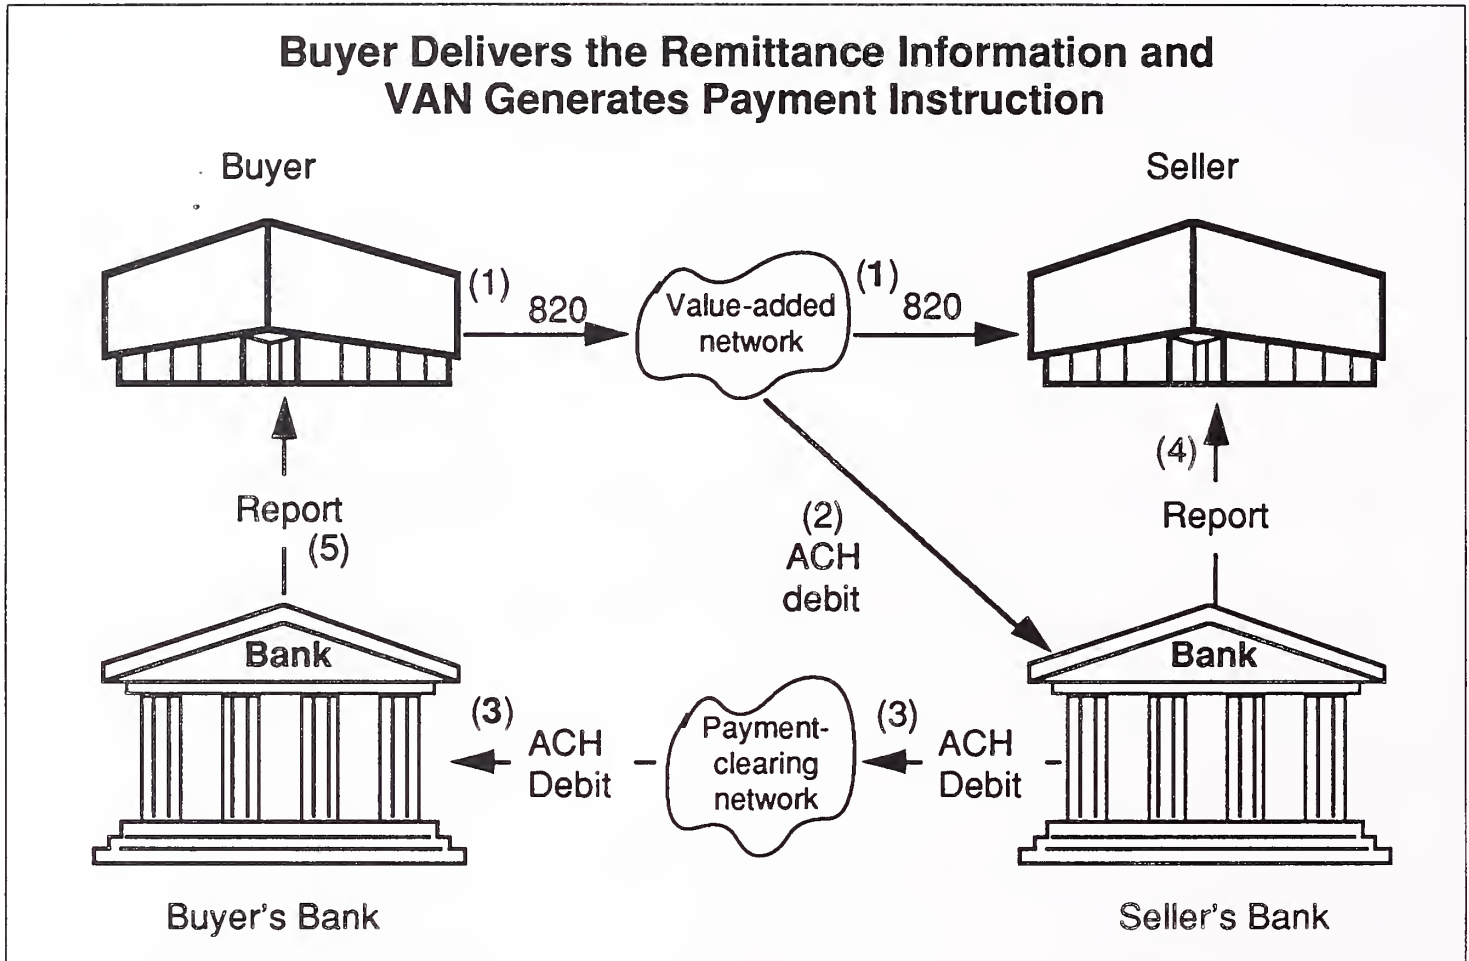 Buyer Delivers the Remittance Information and
VAN Generates Payment Instruction
Buyer
Seller
(1)
820
Value-added
network
(1)
820
Report
(5)
(2)
ACH
debit
(4)
Report
Bank
Bank
(3)
ACH
Debit
Payment-
clearing
network
(3)
ACH
Debit
Buyer's Bank
Seller's Bank